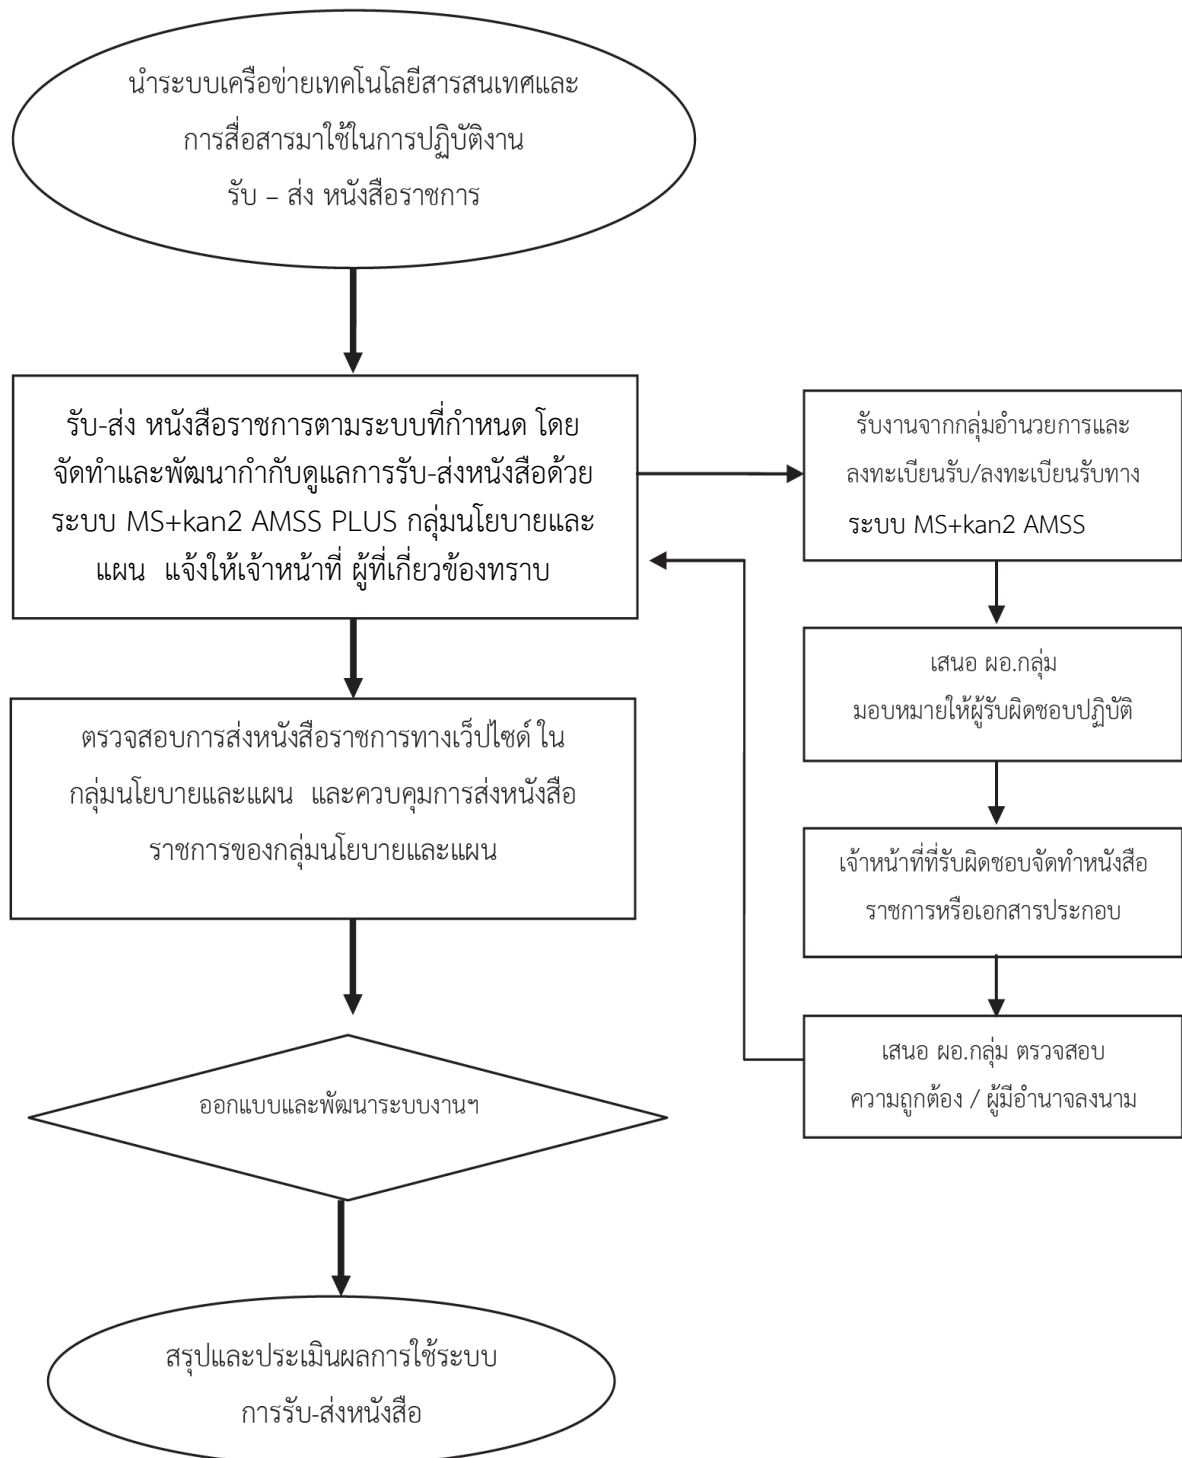 นำระบบเครือข่ายเทคโนโลยีสารสนเทศและ
การสื่อสารมาใช้ในการปฏิบัติงาน
รับ – ส่ง หนังสือราชการ
รับ-ส่ง หนังสือราชการตามระบบที่กำหนด โดย
จัดทำและพัฒนากำกับดูแลการรับ-ส่งหนังสือด้วย
ระบบ MS+kan2 AMSS PLUS กลุ่มนโยบายและ
แผน แจ้งให้เจ้าหน้าที่ ผู้ที่เกี่ยวข้องทราบ
รับงานจากกลุ่มอำนวยการและ
ลงทะเบียนรับ/ลงทะเบียนรับทาง
ระบบ MS+kan2 AMSS
เสนอ ผอ.กลุ่ม
มอบหมายให้ผู้รับผิดชอบปฏิบัติ
เจ้าหน้าที่ที่รับผิดชอบจัดทำหนังสือ
ราชการหรือเอกสารประกอบ
เสนอ ผอ.กลุ่ม ตรวจสอบ
ความถูกต้อง / ผู้มีอำนาจลงนาม
ตรวจสอบการส่งหนังสือราชการทางเว็ปไซด์ ใน
กลุ่มนโยบายและแผน และควบคุมการส่งหนังสือ
ราชการของกลุ่มนโยบายและแผน
ออกแบบและพัฒนาระบบงานฯ
สรุปและประเมินผลการใช้ระบบ
การรับ-ส่งหนังสือ